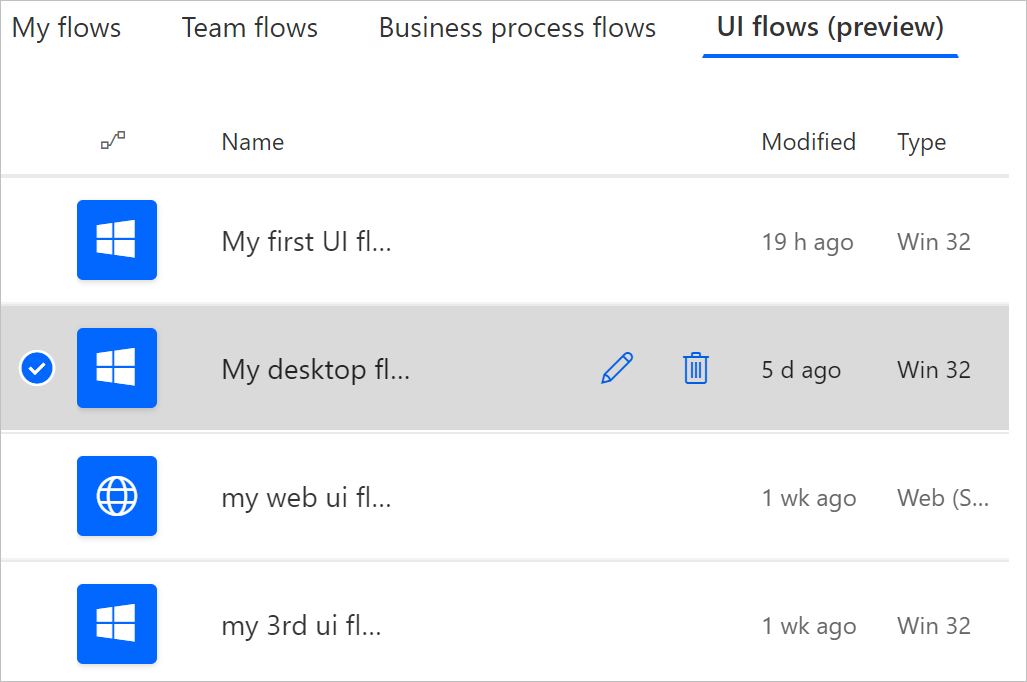 My flows Team flows Business process flows UI flows (preview)
Name Modified Type
My first UI fl... 19 h ago Win 32
My desktop fl... 5 d ago Win 32
my web ui fl... 1 wk ago Web (S...
my 3rd ui fl... 1 wk ago Win 32